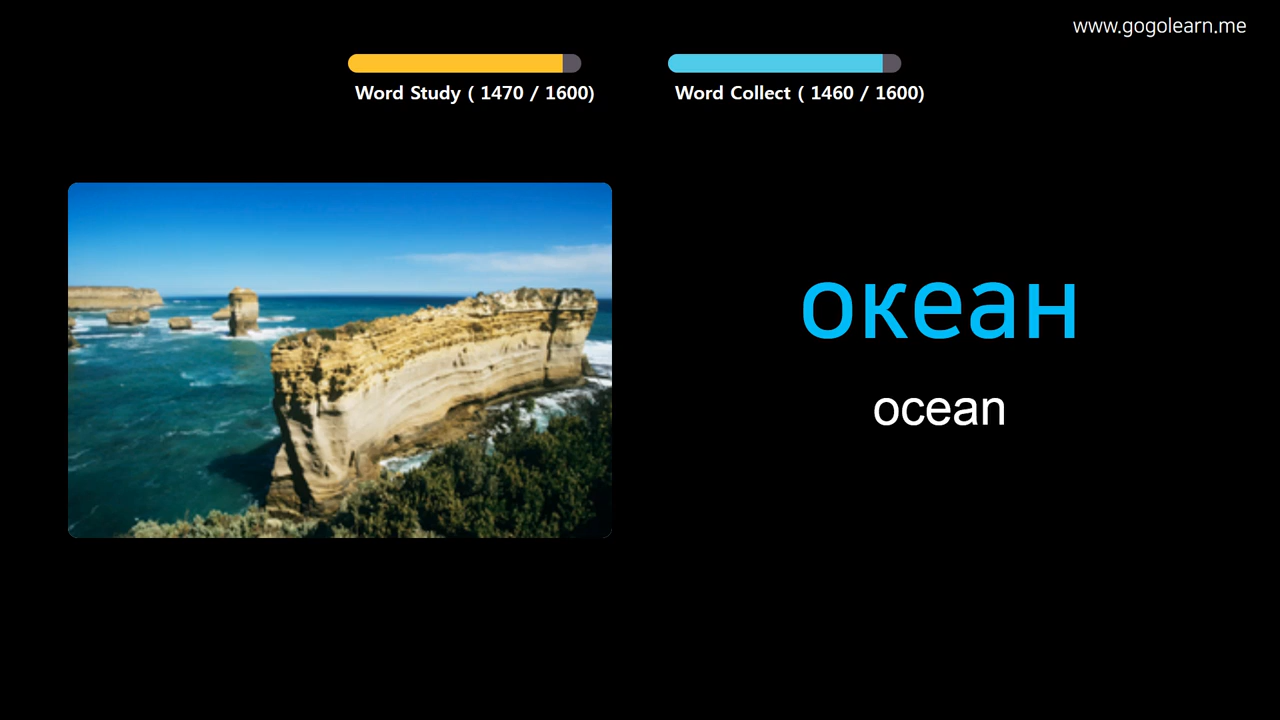 www.gogolearn.me
Word Study ( 1470 / 1600)
Word Collect ( 1460 / 1600)
океан
ocean